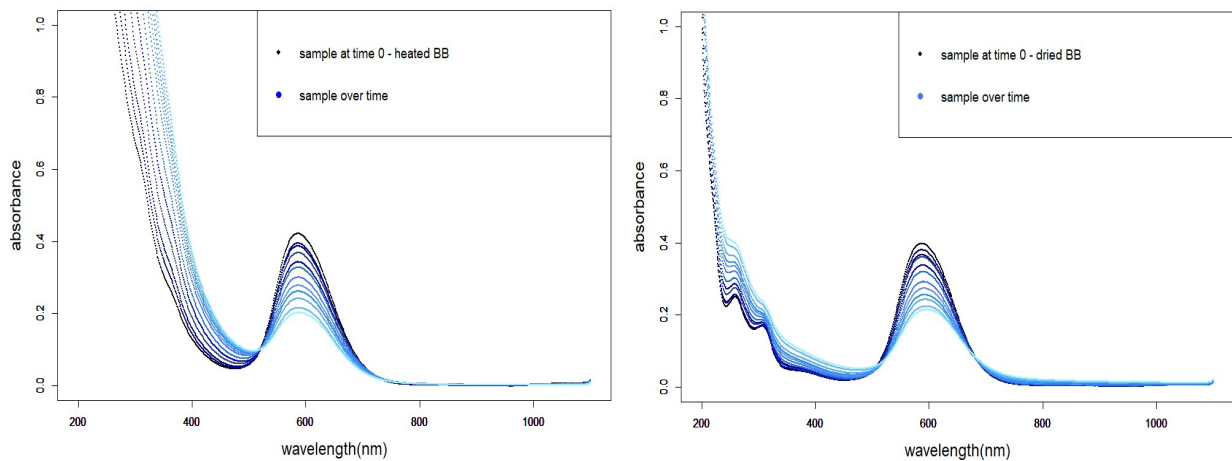 1.0
0.8
0.6
0.4
0.2
0.0
absorbance
200 400 600 800 1000
wavelength(nm)
sample at time 0 - heated BB
sample over time
1.0
0.8
0.6
0.4
0.2
0.0
absorbance
200 400 600 800 1000
wavelength(nm)
sample at time 0 - dried BB
sample over time